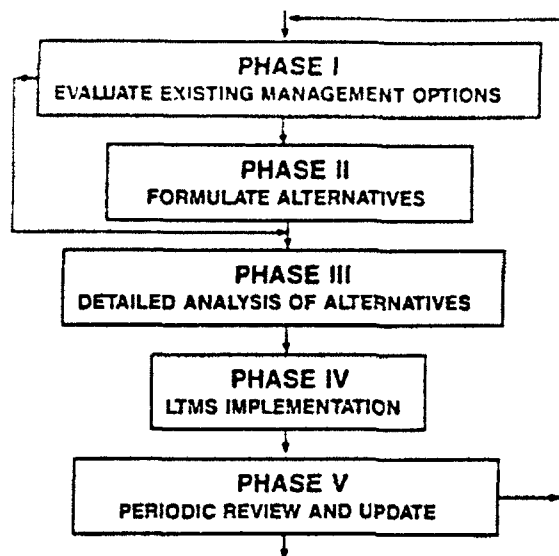 PHASE I
EVALUATE EXISTING MANAGEMENT OPTIONS
PHASE II
FORMULATE ALTERNATIVES
PHASE III
DETAILED ANALYSIS OF ALTERNATIVES
PHASE IV
LTMS IMPLEMENTATION
PHASE V
PERIODIC REVIEW AND UPDATE